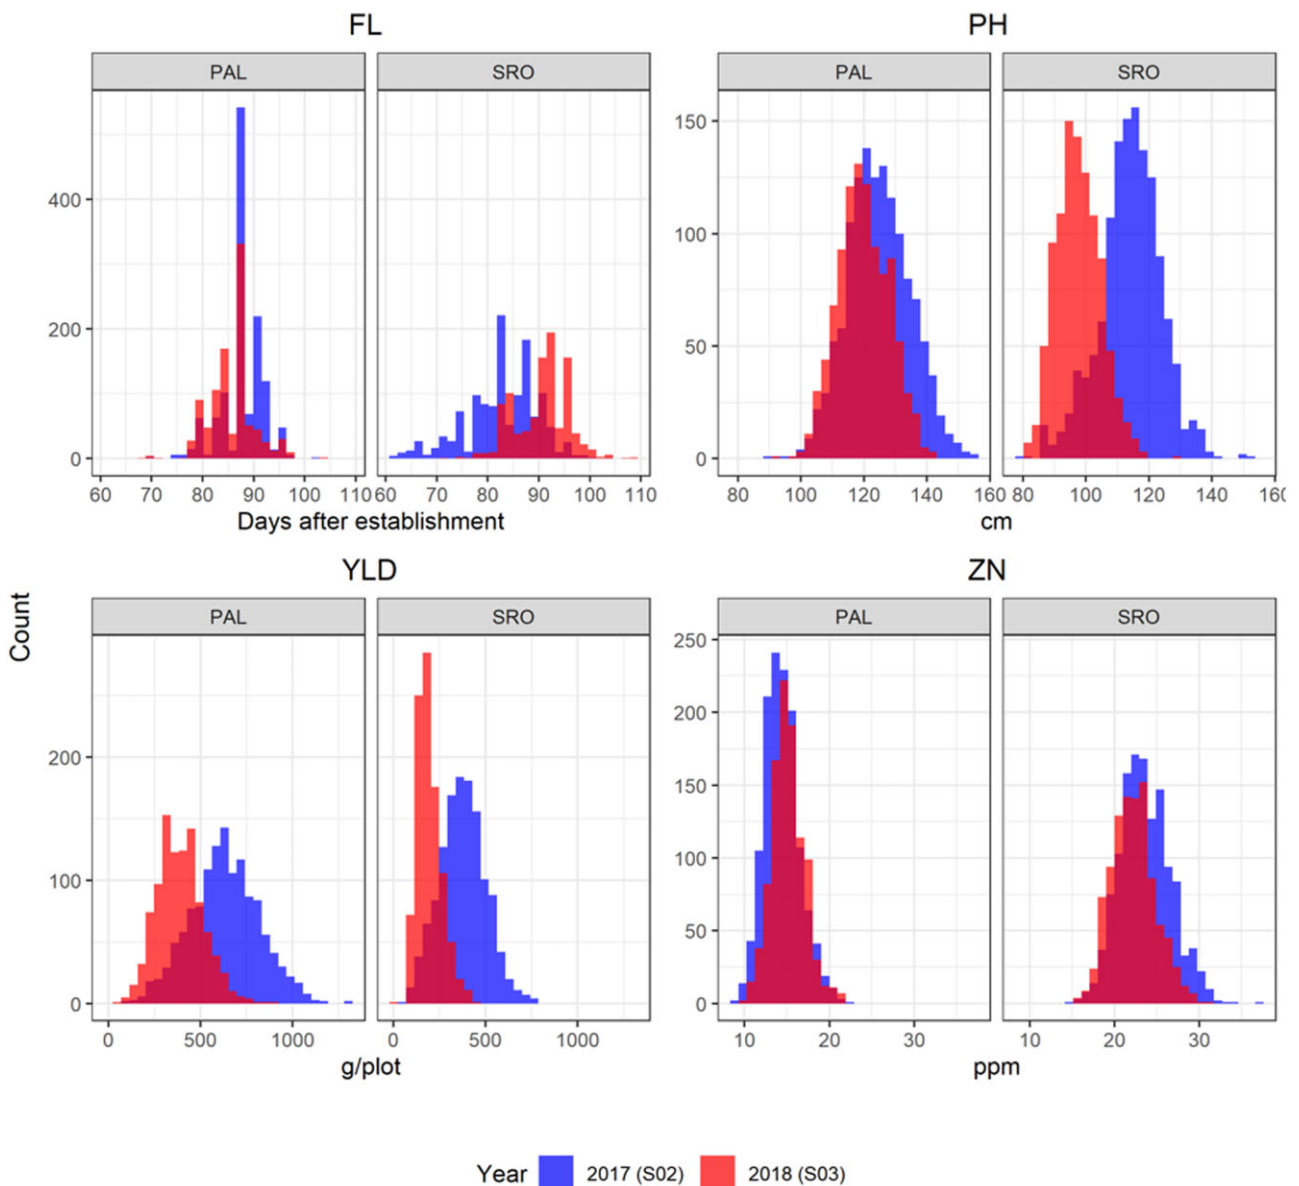 FL
PH
PAL
SRO
PAL
SRO
400
200
0
150
100
50
0
60 70 80 90 100 110
60 70 80 90 100 110
80 100 120 140 160
80 100 120 140 160
Days after establishment
cm
YLD
ZN
Count
PAL
SRO
PAL
SRO
200
100
0
250
200
150
100
50
0
0 500 1000
0 500 1000
10 20 30
10 20 30
g/plot
ppm
Year 2017 (S02) 2018 (S03)